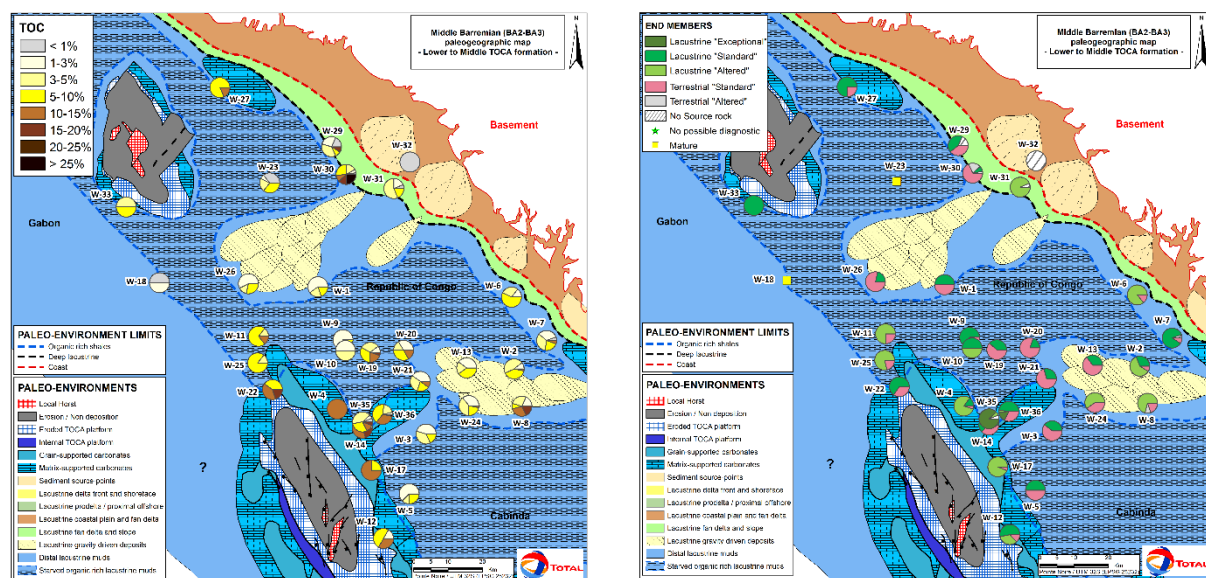 TOC
< 1%
1-3%
3-5%
5-10%
10-15%
15-20%
20-25%
> 25%
Middle Barremian (BA2-BA3)
paleogeographic map
- Lower to Middle TOCA formation -
N
Basement
Gabon
Republic of Congo
Cabinda
?
W-27
W-29
W-32
W-23
W-30
W-31
W-33
W-18
W-26
W-1
W-6
W-7
W-11
W-9
W-20
W-25
W-10
W-19
W-13
W-2
W-22
W-21
W-4
W-35
W-36
W-24
W-8
W-14
W-3
W-17
W-5
W-12
PALEO-ENVIRONMENT LIMITS
Organic rich shales
Deep lacustrine
Coast
PALEO-ENVIRONMENTS
Local Horst
Erosion / Non deposition
Eroded TOCA platform
Internal TOCA platform
Grain-supported carbonates
Matrix-supported carbonates
Sediment source points
Lacustrine delta front and shoreface
Lacustrine prodelta / proximal offshore
Lacustrine coastal plain and fan delta
Lacustrine fan delta and slope
Lacustrine gravity driven deposits
Distal lacustrine muds
Starved organic rich lacustrine muds
TOTAL
END MEMBERS
Lacustrine "Exceptional"
Lacustrine "Standard"
Lacustrine "Altered"
Terrestrial "Standard"
Terrestrial "Altered"
No Source rock
No possible diagnostic
Mature
Middle Barremian (BA2-BA3)
paleogeographic map
- Lower to Middle TOCA formation -
N
Basement
Gabon
Republic of Congo
Cabinda
?
W-27
W-29
W-32
W-23
W-30
W-31
W-33
W-18
W-26
W-1
W-6
W-7
W-11
W-9
W-20
W-25
W-10
W-19
W-13
W-2
W-22
W-21
W-4
W-35
W-36
W-24
W-8
W-14
W-3
W-17
W-5
W-12
PALEO-ENVIRONMENT LIMITS
Organic rich shales
Deep lacustrine
Coast
PALEO-ENVIRONMENTS
Local Horst
Erosion / Non deposition
Eroded TOCA platform
Internal TOCA platform
Grain-supported carbonates
Matrix-supported carbonates
Sediment source points
Lacustrine delta front and shoreface
Lacustrine prodelta / proximal offshore
Lacustrine coastal plain and fan delta
Lacustrine fan delta and slope
Lacustrine gravity driven deposits
Distal lacustrine muds
Starved organic rich lacustrine muds
TOTAL